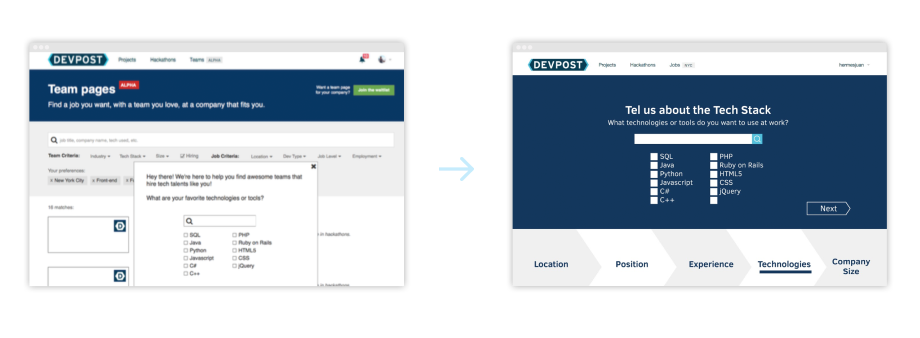 DEVPOST
Projects Hackathons Teams ALPHA
Team pages ALPHA
Want a team page for your company? Join the waitlist
Find a job you want, with a team you love, at a company that fits you.
job title, company name, tech used, etc
Team Criteria: Industry Tech Stack Size Hiring Job Criteria: Location Dev Type Job Level Employment
Your preferences:
× New York City × Front-end
16 matches:
Hey there! We're here to help you find awesome teams that
hire tech talents like you!
What are your favorite technologies or tools?
SQL PHP
Java Ruby on Rails
Python HTML5
Javascript CSS
C# jQuery
C++
in hackathons.
in hackathons.
DEVPOST
Projects Hackathons Jobs NYC
hermesjuan
Tell us about the Tech Stack
What technologies or tools do you want to use at work?
SQL PHP
Java Ruby on Rails
Python HTML5
Javascript CSS
C# jQuery
C++
Next
Location Position Experience Technologies Company
Size